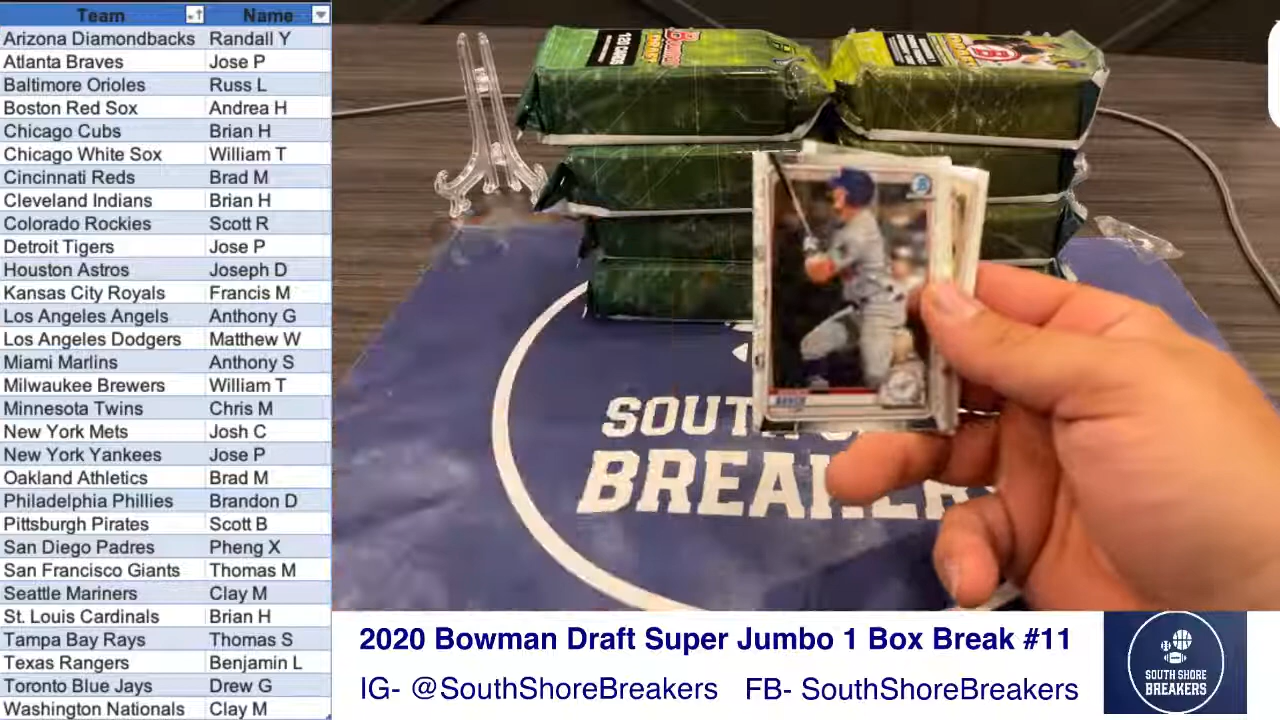 Team Name
Arizona Diamondbacks Randall Y
Atlanta Braves Jose P
Baltimore Orioles Russ L
Boston Red Sox Andrea H
Chicago Cubs Brian H
Chicago White Sox William T
Cincinnati Reds Brad M
Cleveland Indians Brian H
Colorado Rockies Scott R
Detroit Tigers Jose P
Houston Astros Joseph D
Kansas City Royals Francis M
Los Angeles Angels Anthony G
Los Angeles Dodgers Matthew W
Miami Marlins Anthony S
Milwaukee Brewers William T
Minnesota Twins Chris M
New York Mets Josh C
New York Yankees Jose P
Oakland Athletics Brad M
Philadelphia Phillies Brandon D
Pittsburgh Pirates Scott B
San Diego Padres Pheng X
San Francisco Giants Thomas M
Seattle Mariners Clay M
St. Louis Cardinals Brian H
Tampa Bay Rays Thomas S
Texas Rangers Benjamin L
Toronto Blue Jays Drew G
Washington Nationals Clay M
120 CARDS
BOWMAN
DRAFT
2020 Bowman Draft Super Jumbo 1 Box Break #11
IG- @SouthShoreBreakers FB- SouthShoreBreakers
SOUTH SHORE
BREAKERS